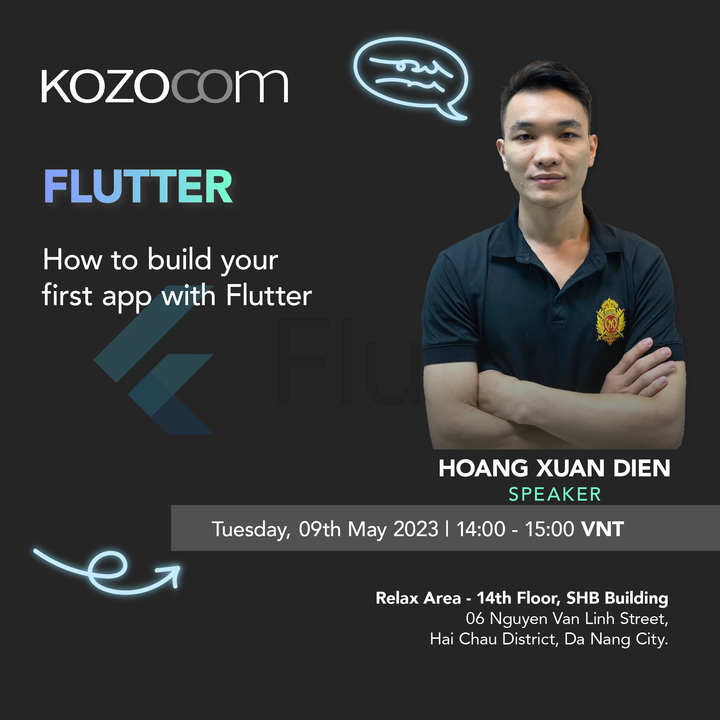 KOZOCOM
FLUTTER
How to build your
first app with Flutter
Flu
HOANG XUAN DIEN
SPEAKER
Tuesday, 09th May 2023 | 14:00 - 15:00 VNT
Relax Area - 14th Floor, SHB Building
06 Nguyen Van Linh Street,
Hai Chau District, Da Nang City.